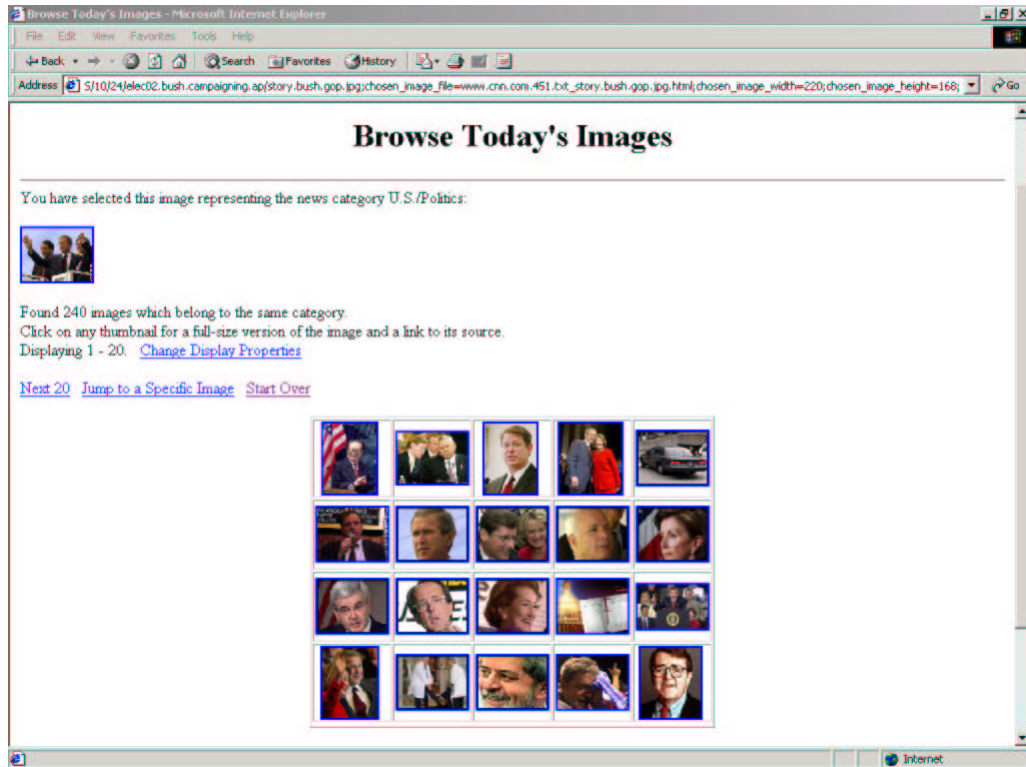 Browse Today's Images - Microsoft Internet Explorer
File Edit View Favorites Tools Help
Back Search Favorites History
Address 5/10/24/elec02.bush.campaigning.ap/story.bush.gop.jpg;chosen_image_file=www.cnn.com.451.txt_story.bush.gop.jpg.html;chosen_image_width=220;chosen_image_height=168; Go
Browse Today's Images
You have selected this image representing the news category U.S./Politics:
Found 240 images which belong to the same category.
Click on any thumbnail for a full-size version of the image and a link to its source.
Displaying 1 - 20. Change Display Properties
Next 20 Jump to a Specific Image Start Over
Internet